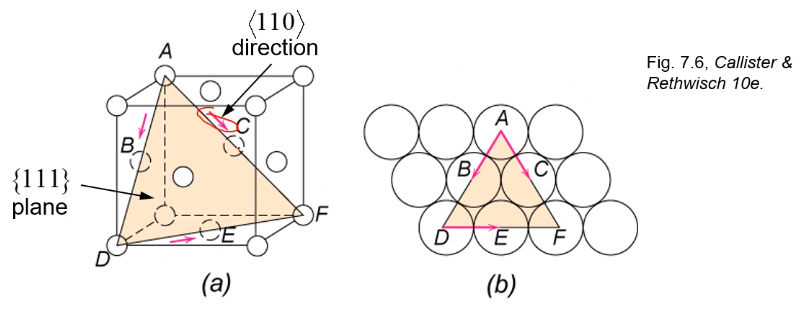 ⟨110⟩
direction
A
C
B
{111}
plane
F
E
D
(a)
A
B
C
D
E
F
(b)
Fig. 7.6, Callister &
Rethwisch 10e.